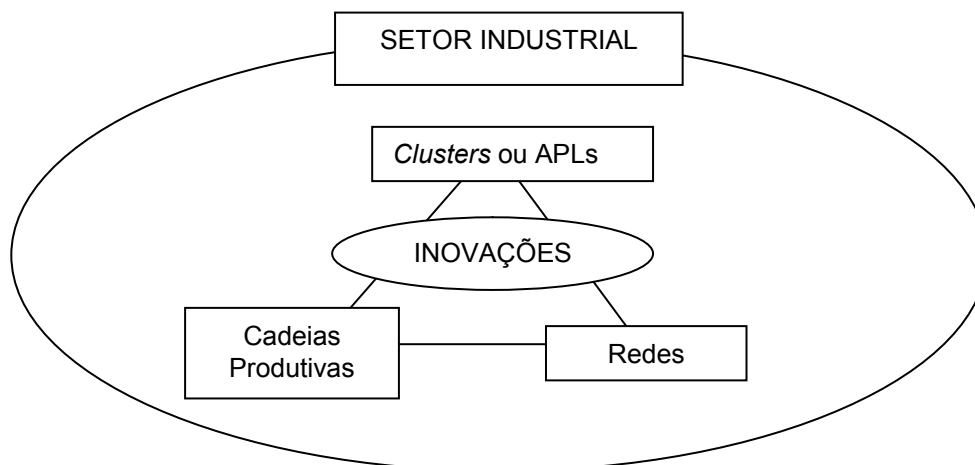 SETOR INDUSTRIAL
Clusters ou APLs
INOVAÇÕES
Cadeias
Produtivas
Redes